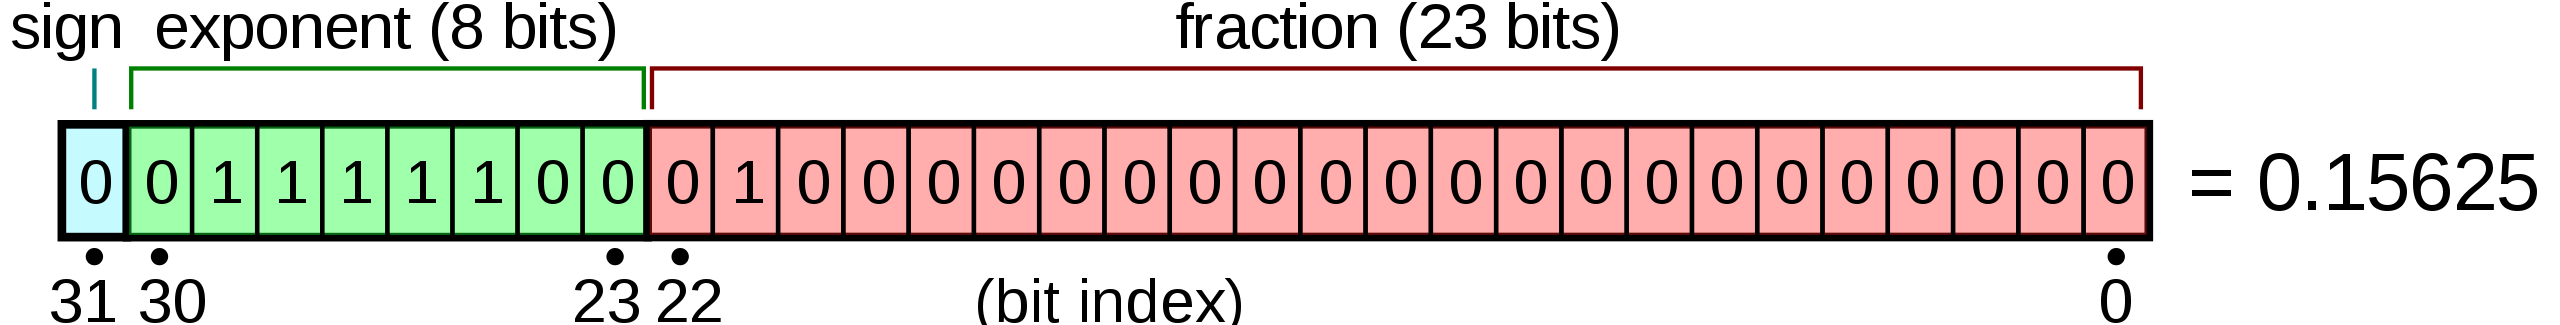 sign exponent (8 bits) fraction (23 bits)
0 0 1 1 1 1 1 0 0 0 1 0 0 0 0 0 0 0 0 0 0 0 0 0 0 0 0 0 0 0 0 0 = 0.15625
31 30 23 22 (bit index) 0